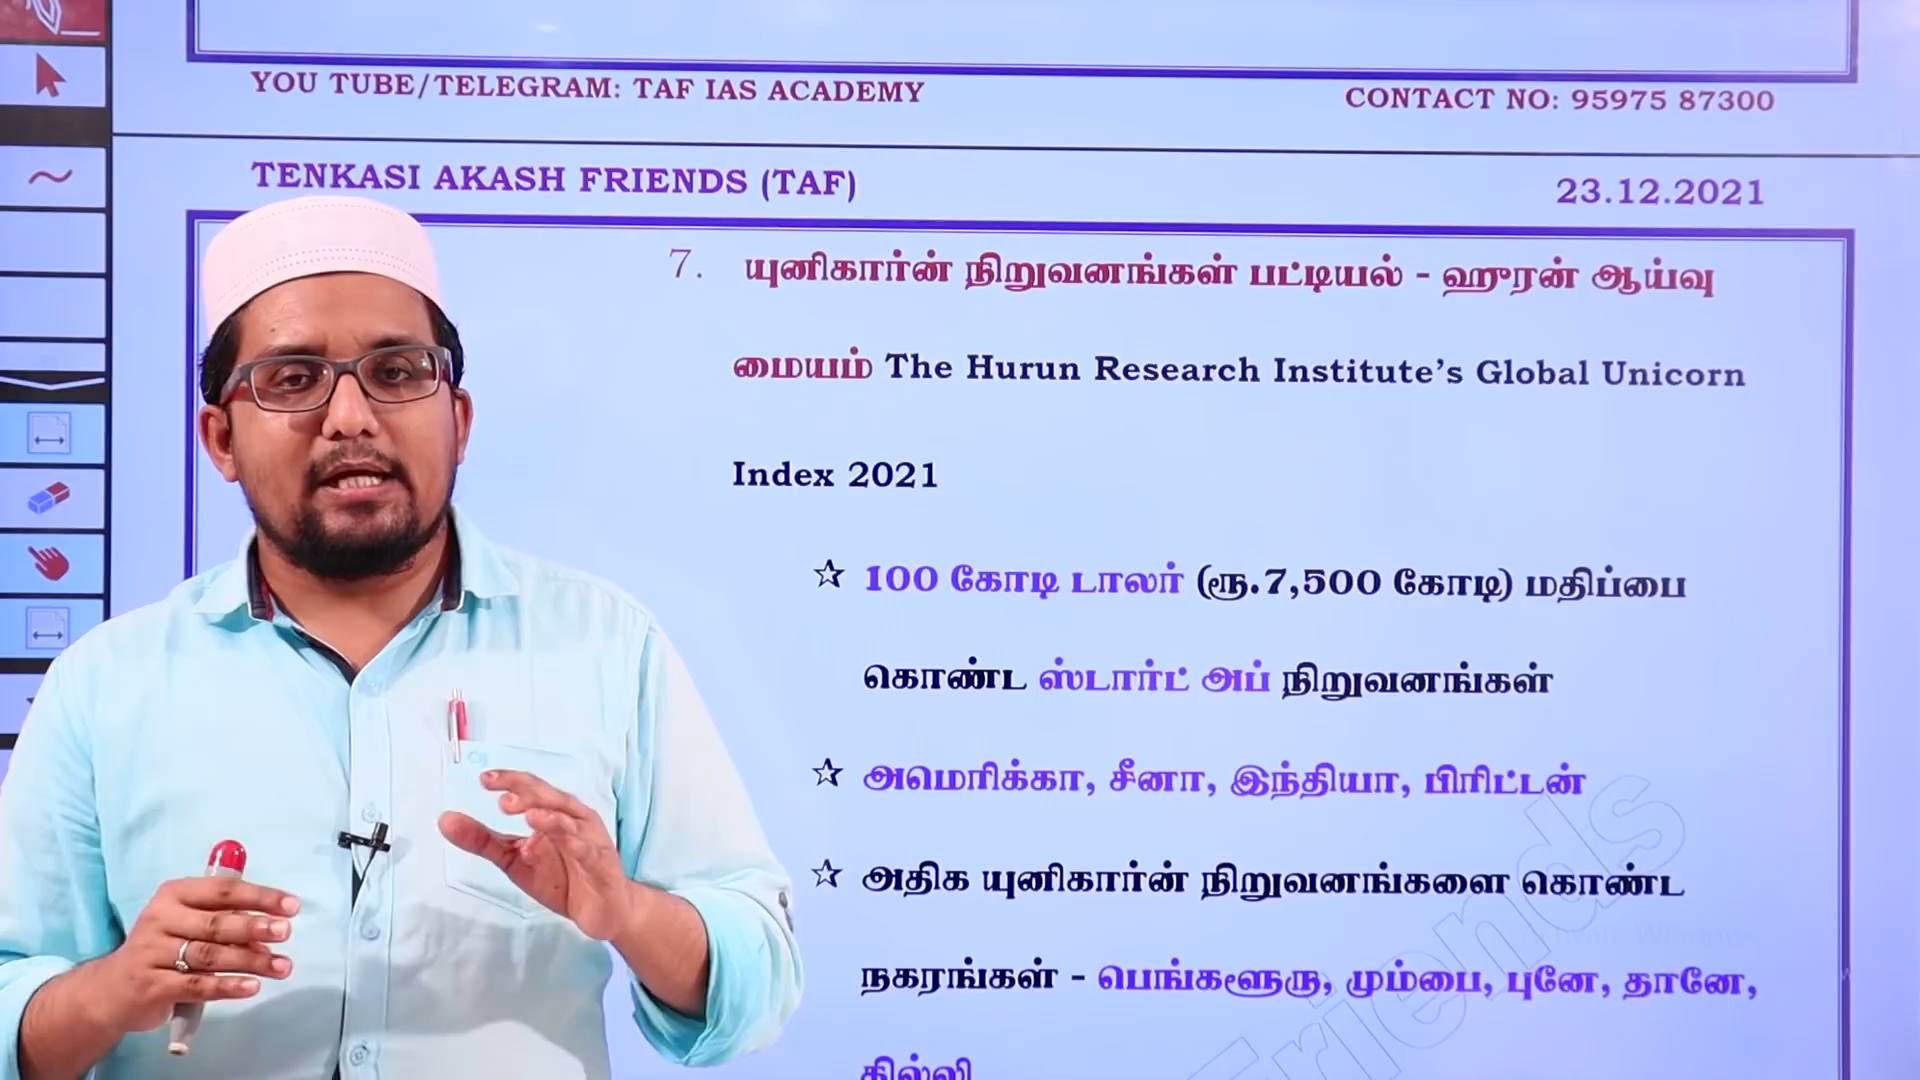 YOU TUBE/TELEGRAM: TAF IAS ACADEMY CONTACT NO: 95975 87300
TENKASI AKASH FRIENDS (TAF) 23.12.2021
7. யுனிகார்ன் நிறுவனங்கள் பட்டியல் - ஹுரன் ஆய்வு
மையம் The Hurun Research Institute's Global Unicorn
Index 2021
☆ 100 கோடி டாலர் (ரூ.7,500 கோடி) மதிப்பை
கொண்ட ஸ்டார்ட் அப் நிறுவனங்கள்
☆ அமெரிக்கா, சீனா, இந்தியா, பிரிட்டன்
☆ அதிக யுனிகார்ன் நிறுவனங்களை கொண்ட
நகரங்கள் - பெங்களூரு, மும்பை, புனே, தானே,
தில்லி
Friends